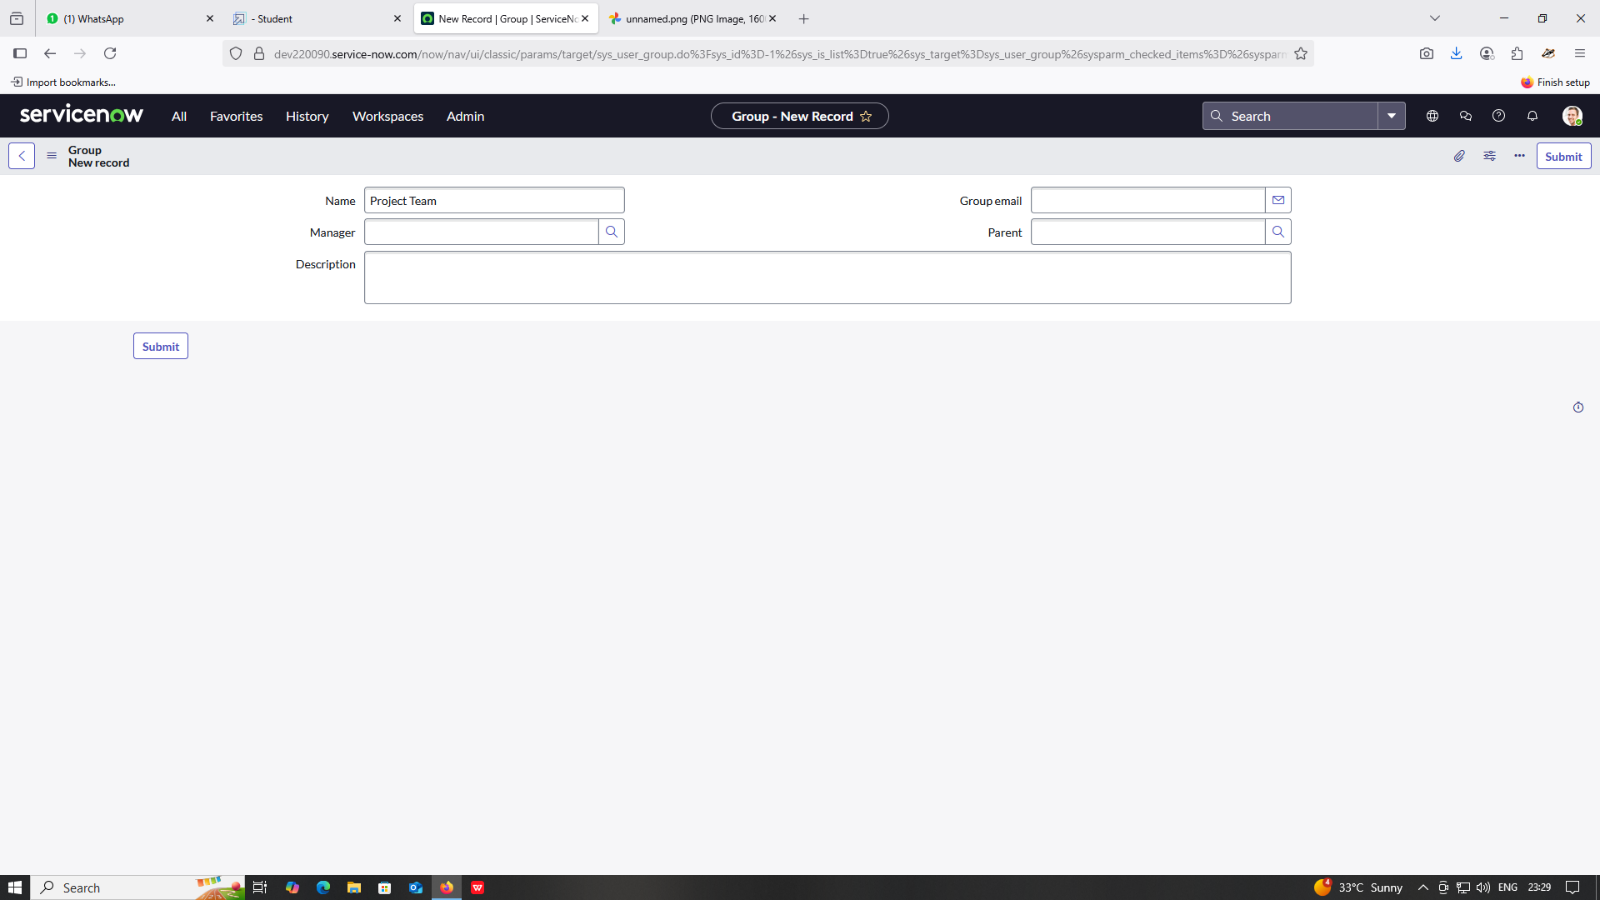 (1) WhatsApp
- Student
New Record | Group | ServiceNo
unnamed.png (PNG Image, 160
dev220090.service-now.com/now/nav/ui/classic/params/target/sys_user_group.do%3Fsys_id%3D-1%26sys_is_list%3Dtrue%26sys_target%3Dsys_user_group%26sysparm_checked_items%3D%26sysparm
Import bookmarks...
Finish setup
servicenow
All
Favorites
History
Workspaces
Admin
Group - New Record
Search
Group
New record
Submit
Name
Project Team
Group email
Manager
Parent
Description
Submit
Search
33°C Sunny
ENG
23:29